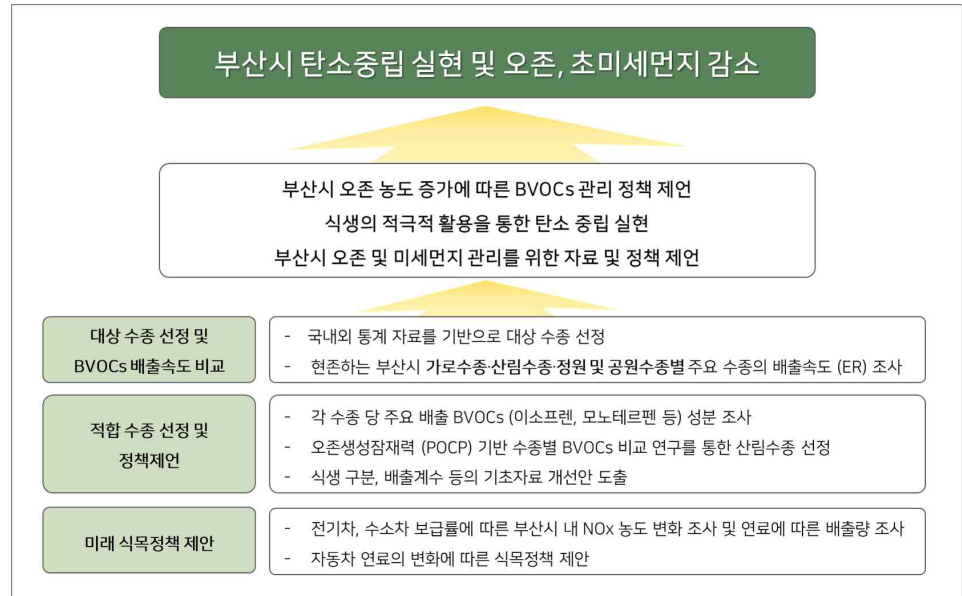 부산시 탄소중립 실현 및 오존, 초미세먼지 감소
부산시 오존 농도 증가에 따른 BVOCs 관리 정책 제언
식생의 적극적 활용을 통한 탄소 중립 실현
부산시 오존 및 미세먼지 관리를 위한 자료 및 정책 제언
대상 수종 선정 및
BVOCs 배출속도 비교
- 국내외 통계 자료를 기반으로 대상 수종 선정
- 현존하는 부산시 가로수종·산림수종·정원 및 공원수종별 주요 수종의 배출속도 (ER) 조사
적합 수종 선정 및
정책제언
- 각 수종 당 주요 배출 BVOCs (이소프렌, 모노테르펜 등) 성분 조사
- 오존생성잠재력 (POCP) 기반 수종별 BVOCs 비교 연구를 통한 산림수종 선정
- 식생 구분, 배출계수 등의 기초자료 개선안 도출
미래 식목정책 제안
- 전기차, 수소차 보급률에 따른 부산시 내 NOx 농도 변화 조사 및 연료에 따른 배출량 조사
- 자동차 연료의 변화에 따른 식목정책 제안